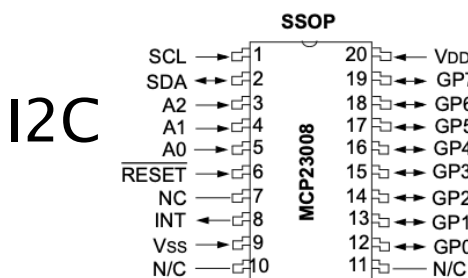 SSOP
I2C
SCL 1 20 VDD
SDA 2 19 GP7
A2 3 18 GP6
A1 4 17 GP5
A0 5 16 GP4
RESET 6 15 GP3
NC 7 14 GP2
INT 8 13 GP1
VSS 9 12 GP0
N/C 10 11 N/C
MCP23008